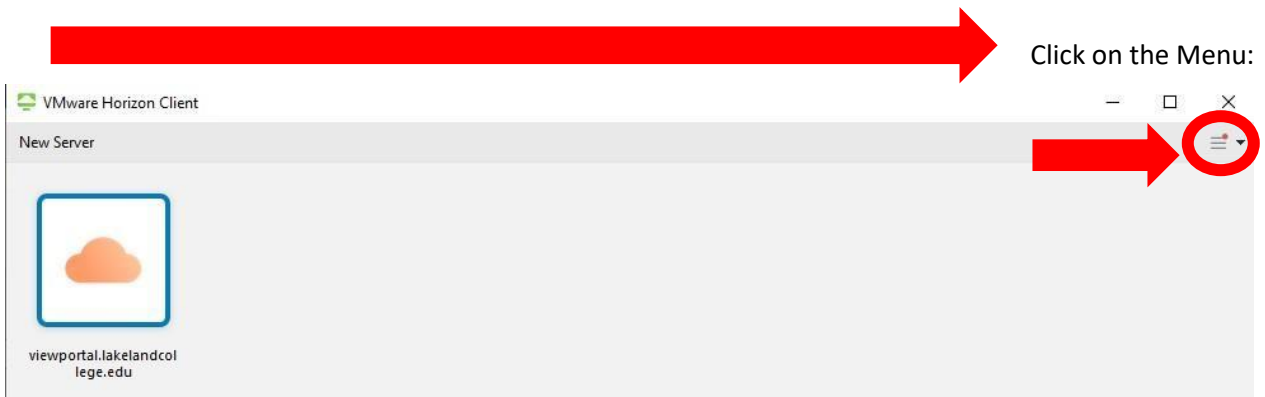 Click on the Menu:
VMware Horizon Client
New Server
viewportal.lakelandcol
lege.edu